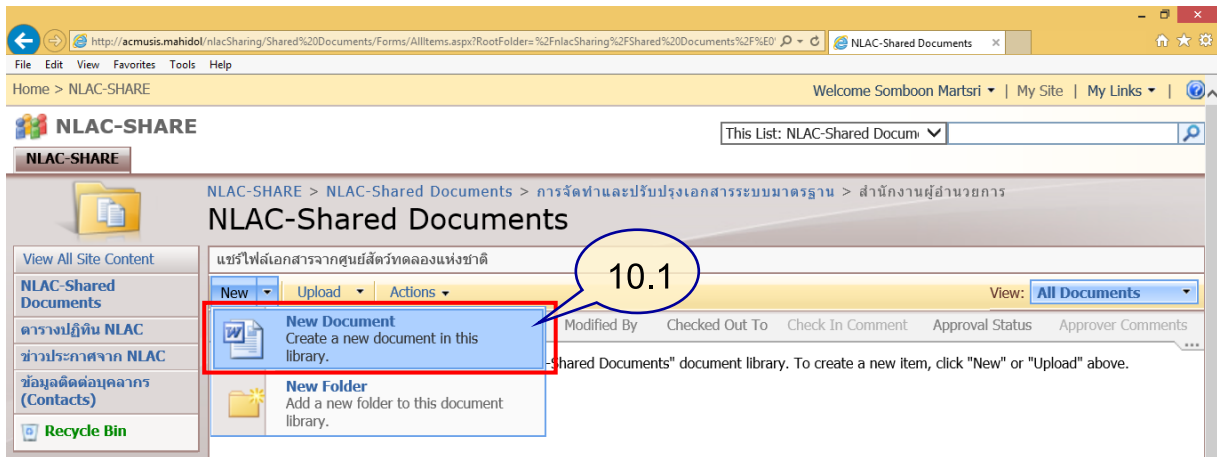 http://acmusis.mahidol/nlacSharing/Shared%20Documents/Forms/AllItems.aspx?RootFolder=%2FnlacSharing%2FShared%20Documents%2F%E0 NLAC-Shared Documents
File Edit View Favorites Tools Help
Home > NLAC-SHARE Welcome Somboon Martsri | My Site | My Links |
NLAC-SHARE This List: NLAC-Shared Docum
NLAC-SHARE
NLAC-SHARE > NLAC-Shared Documents > การจัดทำและปรับปรุงเอกสารระบบมาตรฐาน > สำนักงานผู้อำนวยการ
NLAC-Shared Documents
View All Site Content
NLAC-Shared
Documents
ตารางปฏิทิน NLAC
ข่าวประกาศจาก NLAC
ข้อมูลติดต่อบุคลากร
(Contacts)
Recycle Bin
แชร์ไฟล์เอกสารจากศูนย์สัตว์ทดลองแห่งชาติ
10.1
New Upload Actions View: All Documents
Modified By Checked Out To Check In Comment Approval Status Approver Comments
New Document
Create a new document in this
library.
-Shared Documents" document library. To create a new item, click "New" or "Upload" above.
New Folder
Add a new folder to this document
library.